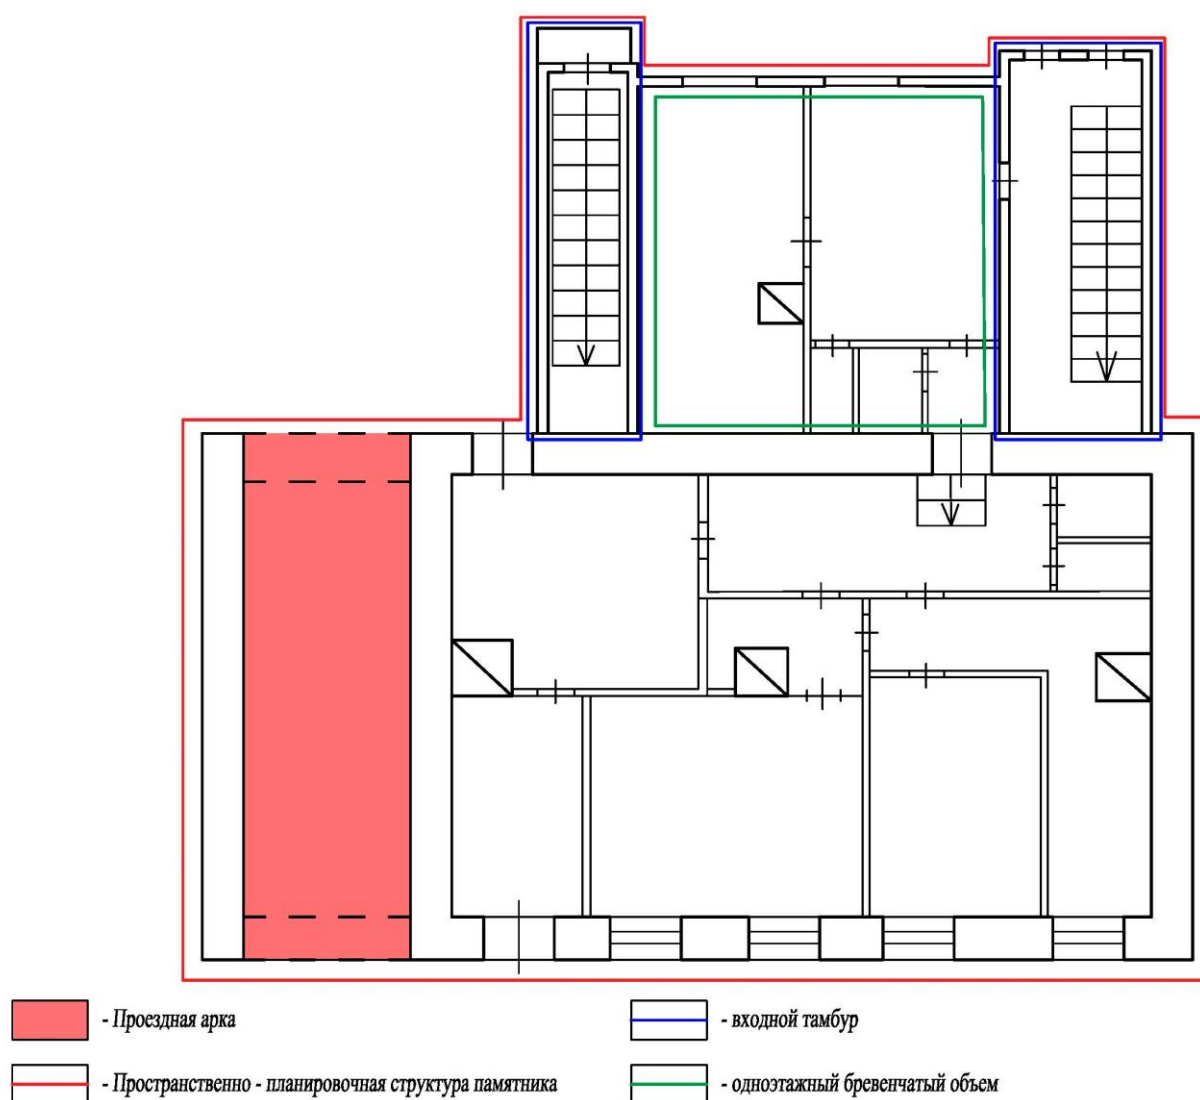 - Проездная арка
- входной тамбур
- Пространственно - планировочная структура памятника
- одноэтажный бревенчатый объем